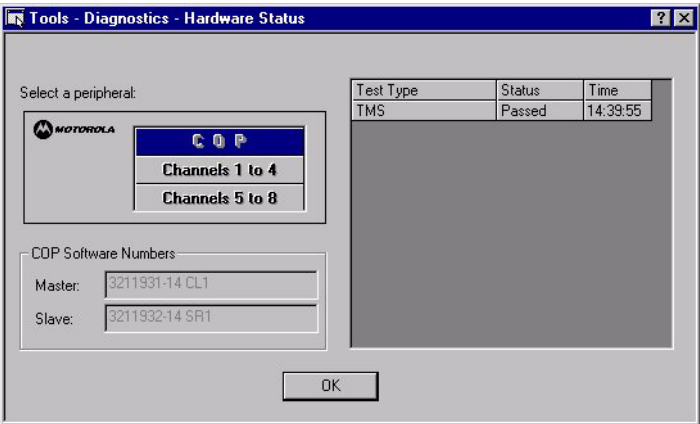 Tools - Diagnostics - Hardware Status
Select a peripheral:
MOTOROLA
COP
Channels 1 to 4
Channels 5 to 8
COP Software Numbers
Master: 3211931-14 CL1
Slave: 3211932-14 SR1
Test Type Status Time
TMS Passed 14:39:55
OK